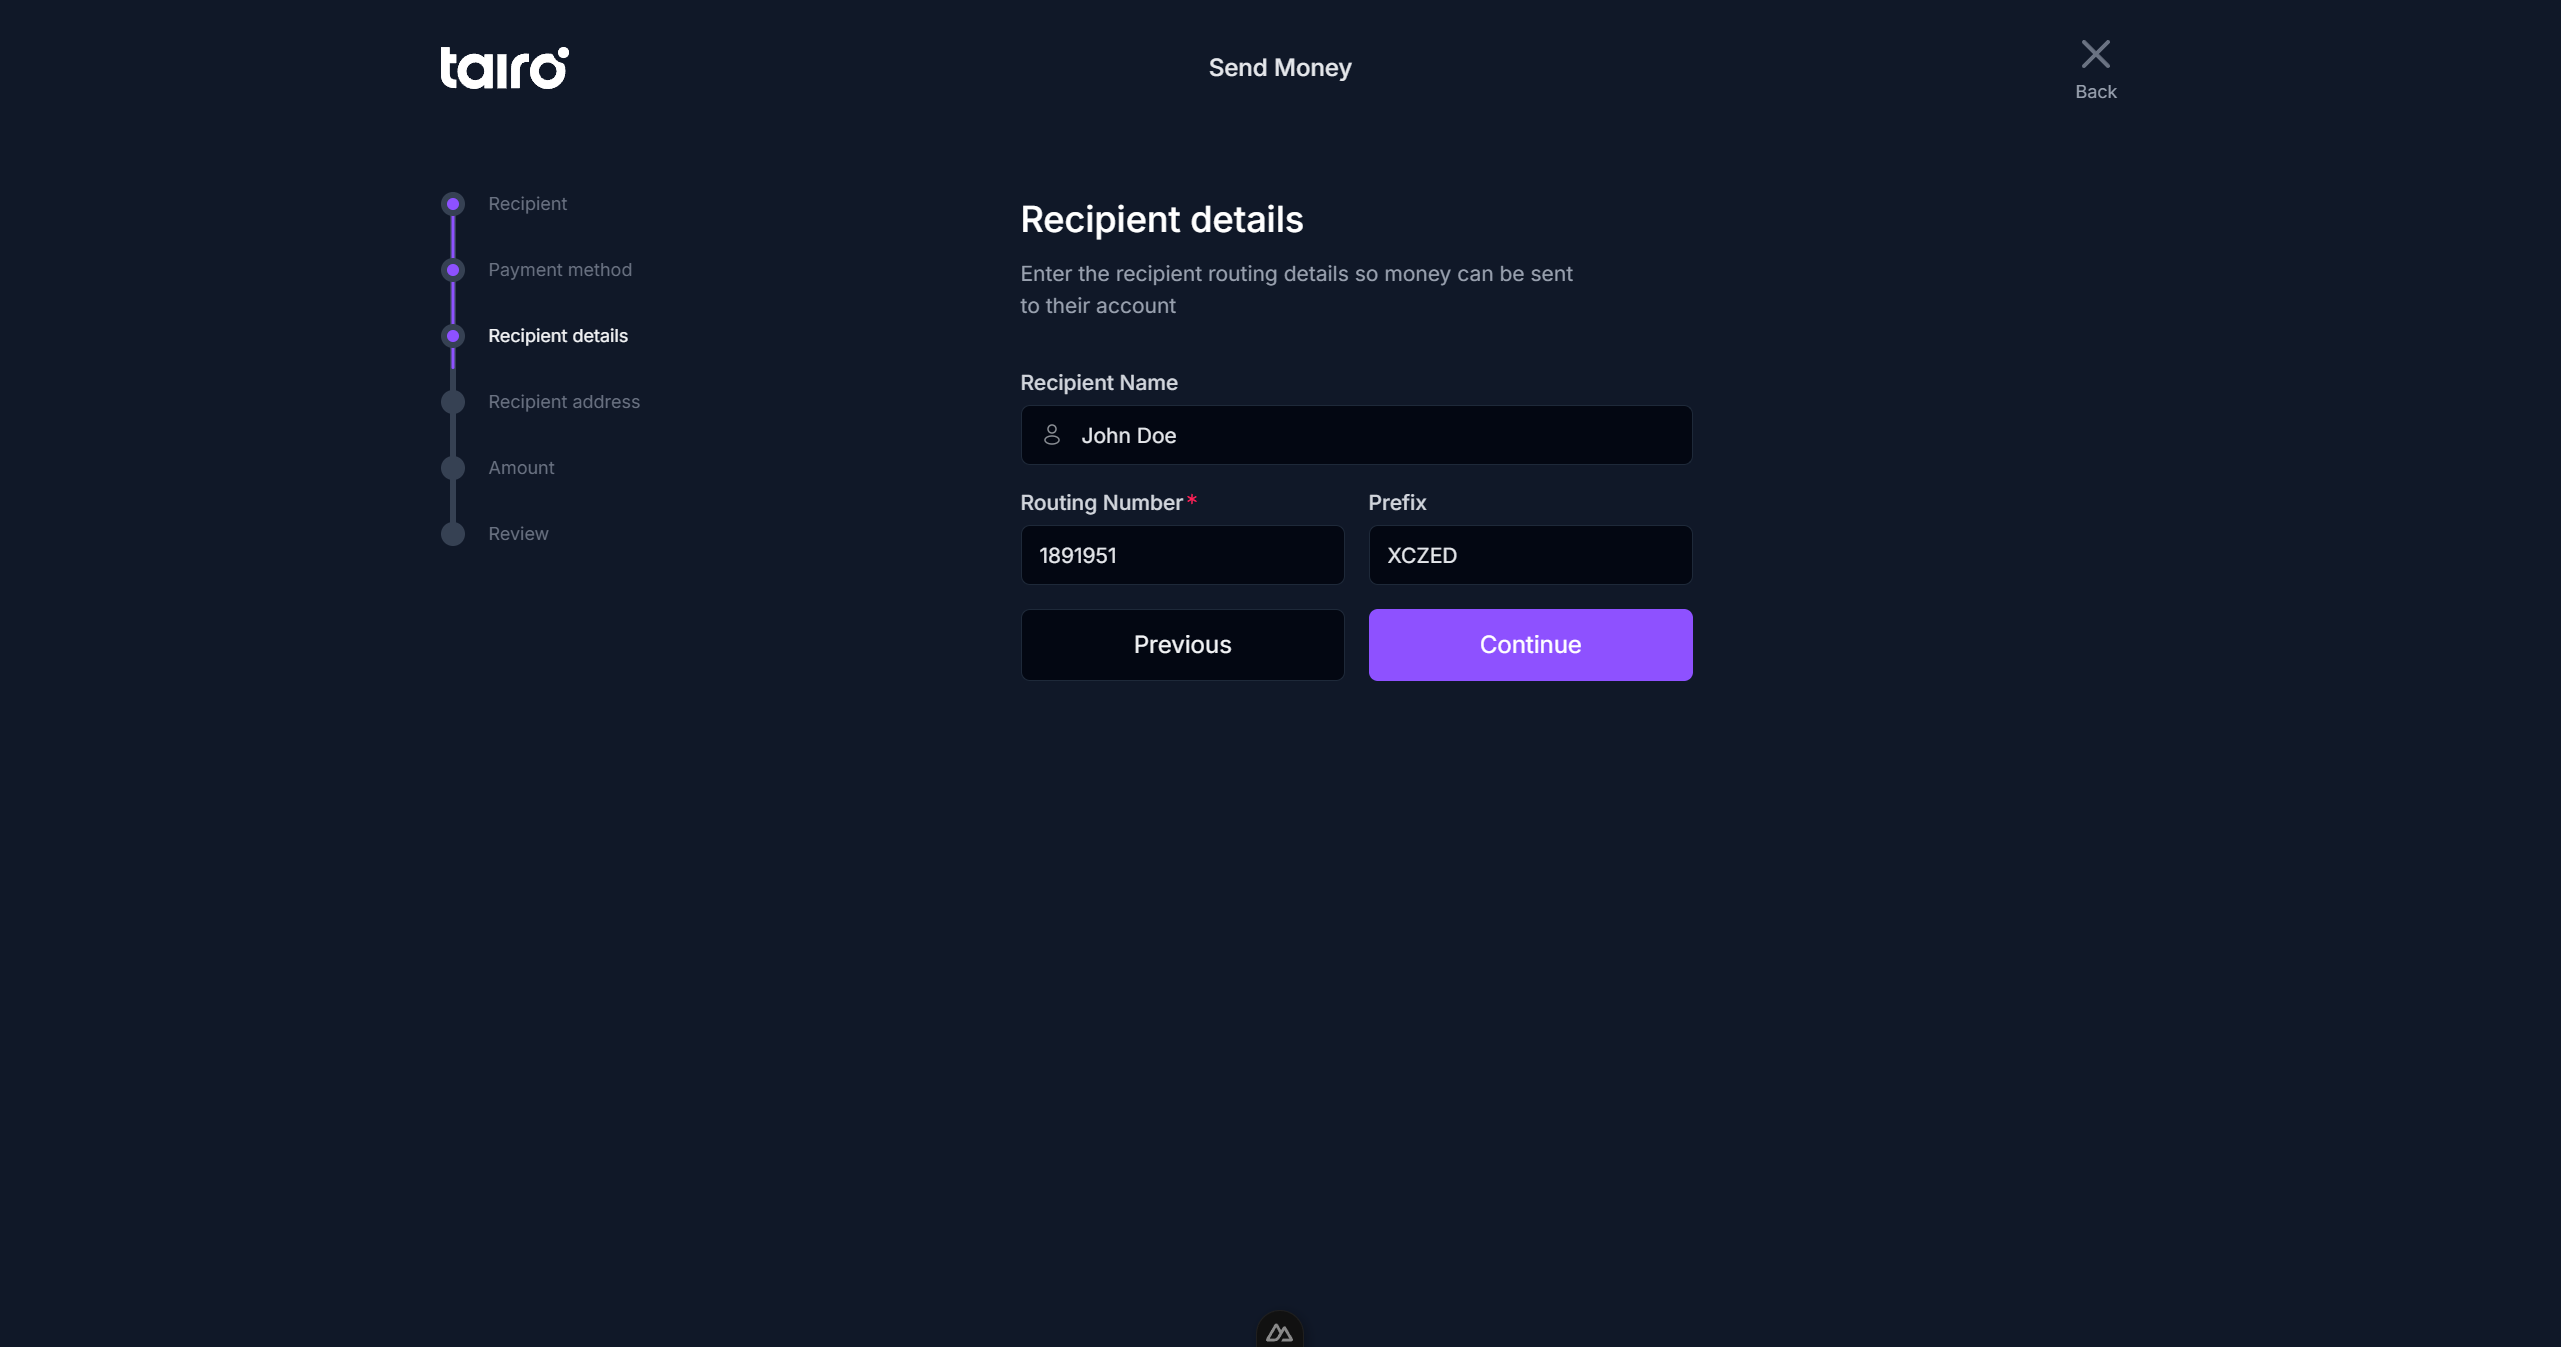 tairo
Send Money
Back
Recipient
Payment method
Recipient details
Recipient address
Amount
Review
Recipient details
Enter the recipient routing details so money can be sent
to their account
Recipient Name
John Doe
Routing Number*
Prefix
1891951
XCZED
Previous
Continue